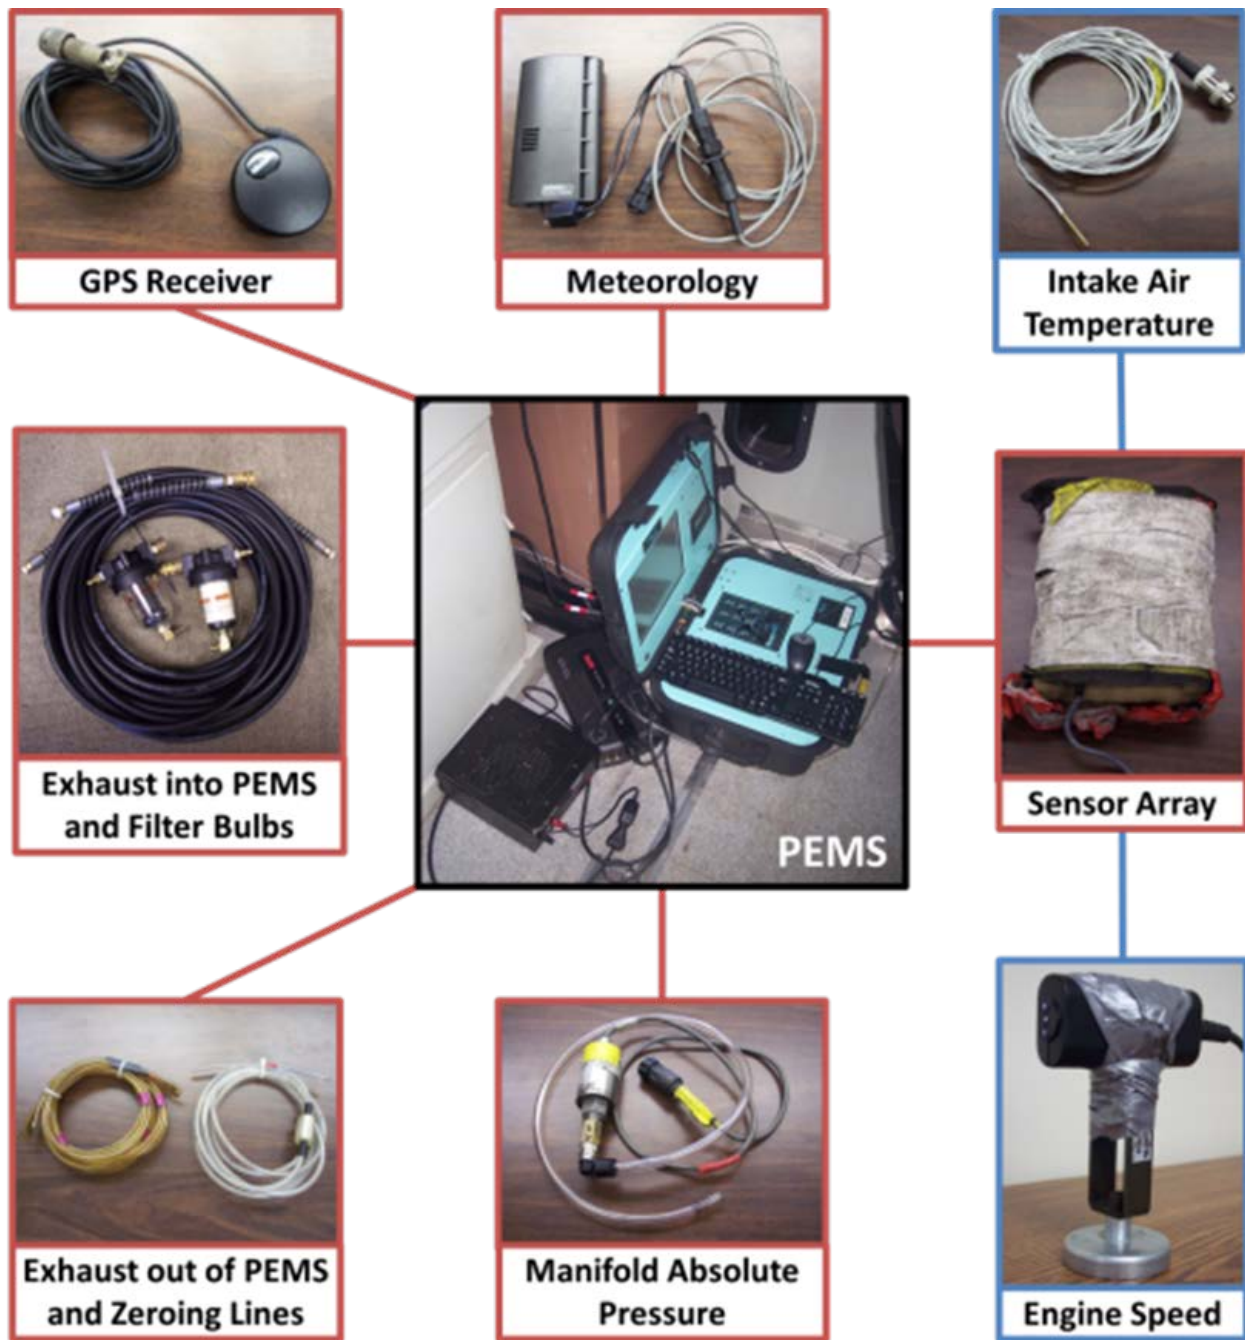 GPS Receiver
Meteorology
Intake Air
Temperature
Exhaust into PEMS
and Filter Bulbs
PEMS
Sensor Array
Exhaust out of PEMS
and Zeroing Lines
Manifold Absolute
Pressure
Engine Speed